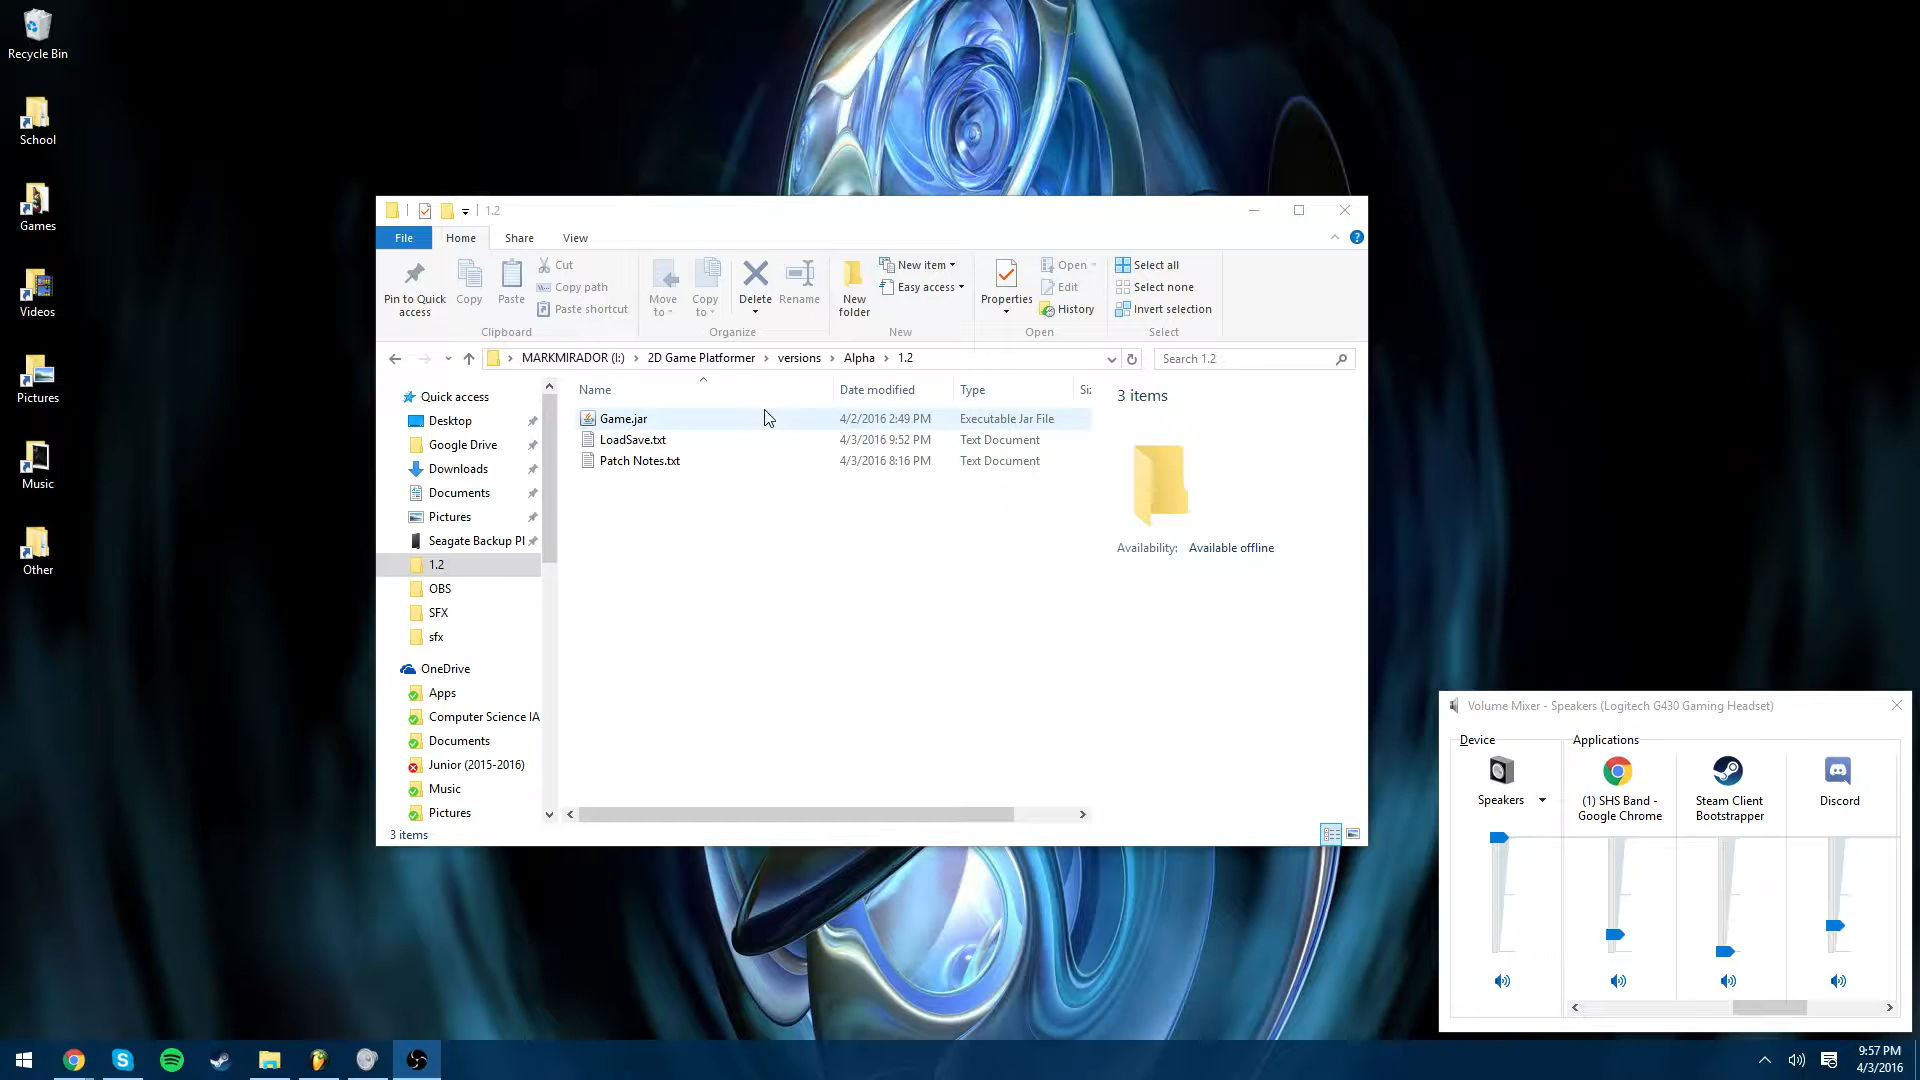 Recycle Bin
School
Games
Videos
Pictures
Music
Other
1.2
File Home Share View
Pin to Quick access
Copy
Paste
Cut
Copy path
Paste shortcut
Clipboard
Move to
Copy to
Delete
Rename
Organize
New folder
New item
Easy access
New
Properties
Open
Edit
History
Open
Select all
Select none
Invert selection
Select
MARKMIRADOR (I:) 2D Game Platformer versions Alpha 1.2
Search 1.2
Quick access
Desktop
Google Drive
Downloads
Documents
Pictures
Seagate Backup Pl
1.2
OBS
SFX
sfx
OneDrive
Apps
Computer Science IA
Documents
Junior (2015-2016)
Music
Pictures
Name Date modified Type Si
Game.jar 4/2/2016 2:49 PM Executable Jar File
LoadSave.txt 4/3/2016 9:52 PM Text Document
Patch Notes.txt 4/3/2016 8:16 PM Text Document
3 items
Availability: Available offline
3 items
Volume Mixer - Speakers (Logitech G430 Gaming Headset)
Device
Applications
Speakers
(1) SHS Band -
Google Chrome
Steam Client
Bootstrapper
Discord
9:57 PM
4/3/2016